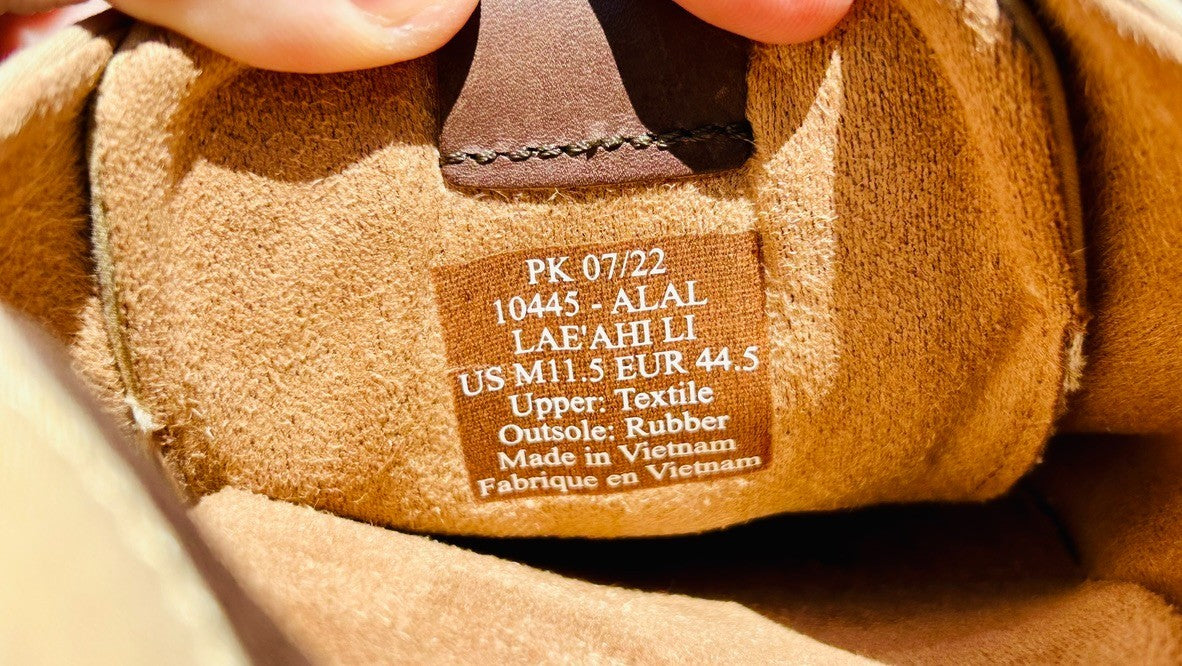 PK 07/22
10445 - ALAL
LAE'AHI LI
US M11.5 EUR 44.5
Upper: Textile
Outsole: Rubber
Made in Vietnam
Fabrique en Vietnam